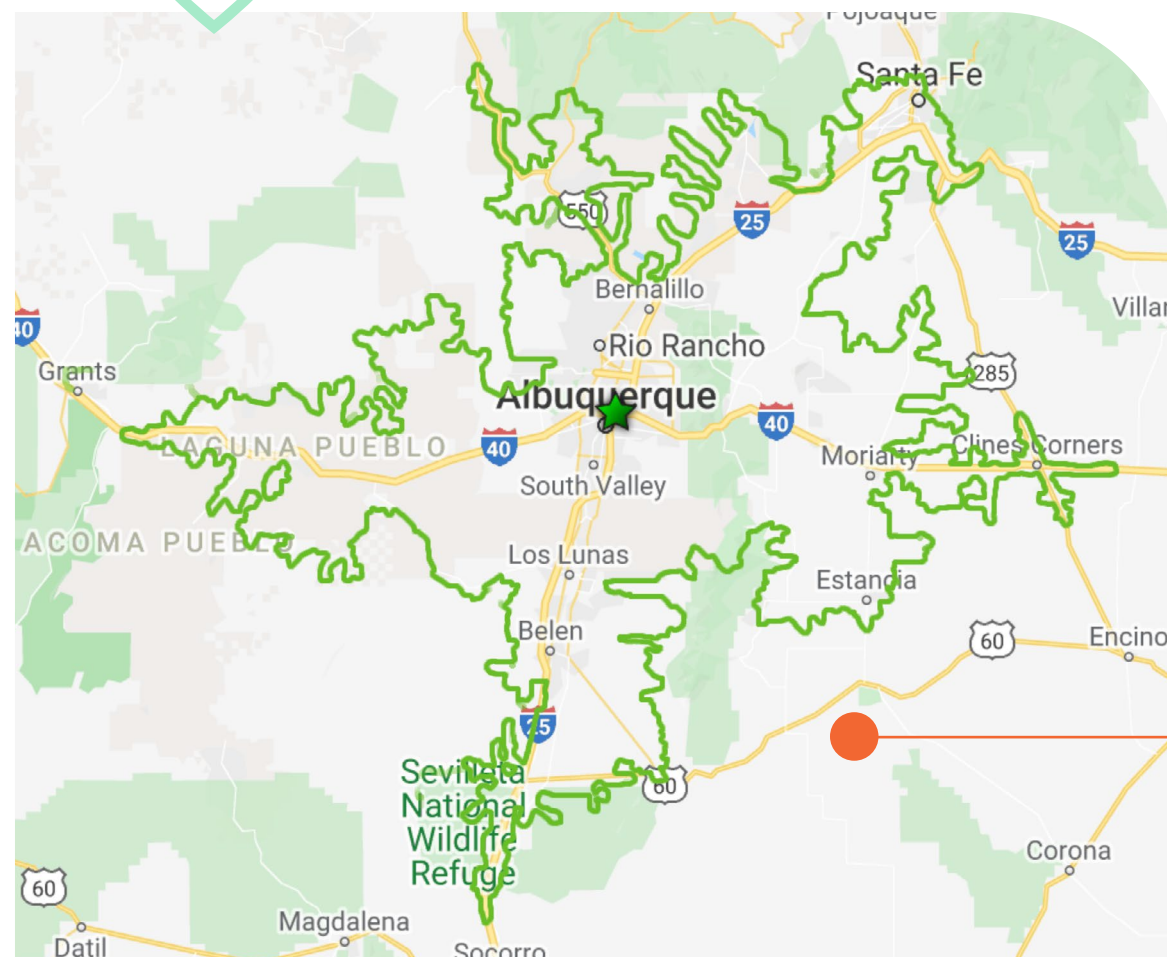 Pojoaque
Santa Fe
550
25
25
Bernalillo
Villar
40
Rio Rancho
Grants
285
Albuquerque
40
LAGUNA PUEBLO
40
Clines Corners
Moriarty
South Valley
ACOMA PUEBLO
Los Lunas
Estancia
Belen
60
Encino
25
Sevilleta
National
Wildlife
Refuge
60
Corona
60
Magdalena
Datil
Socorro